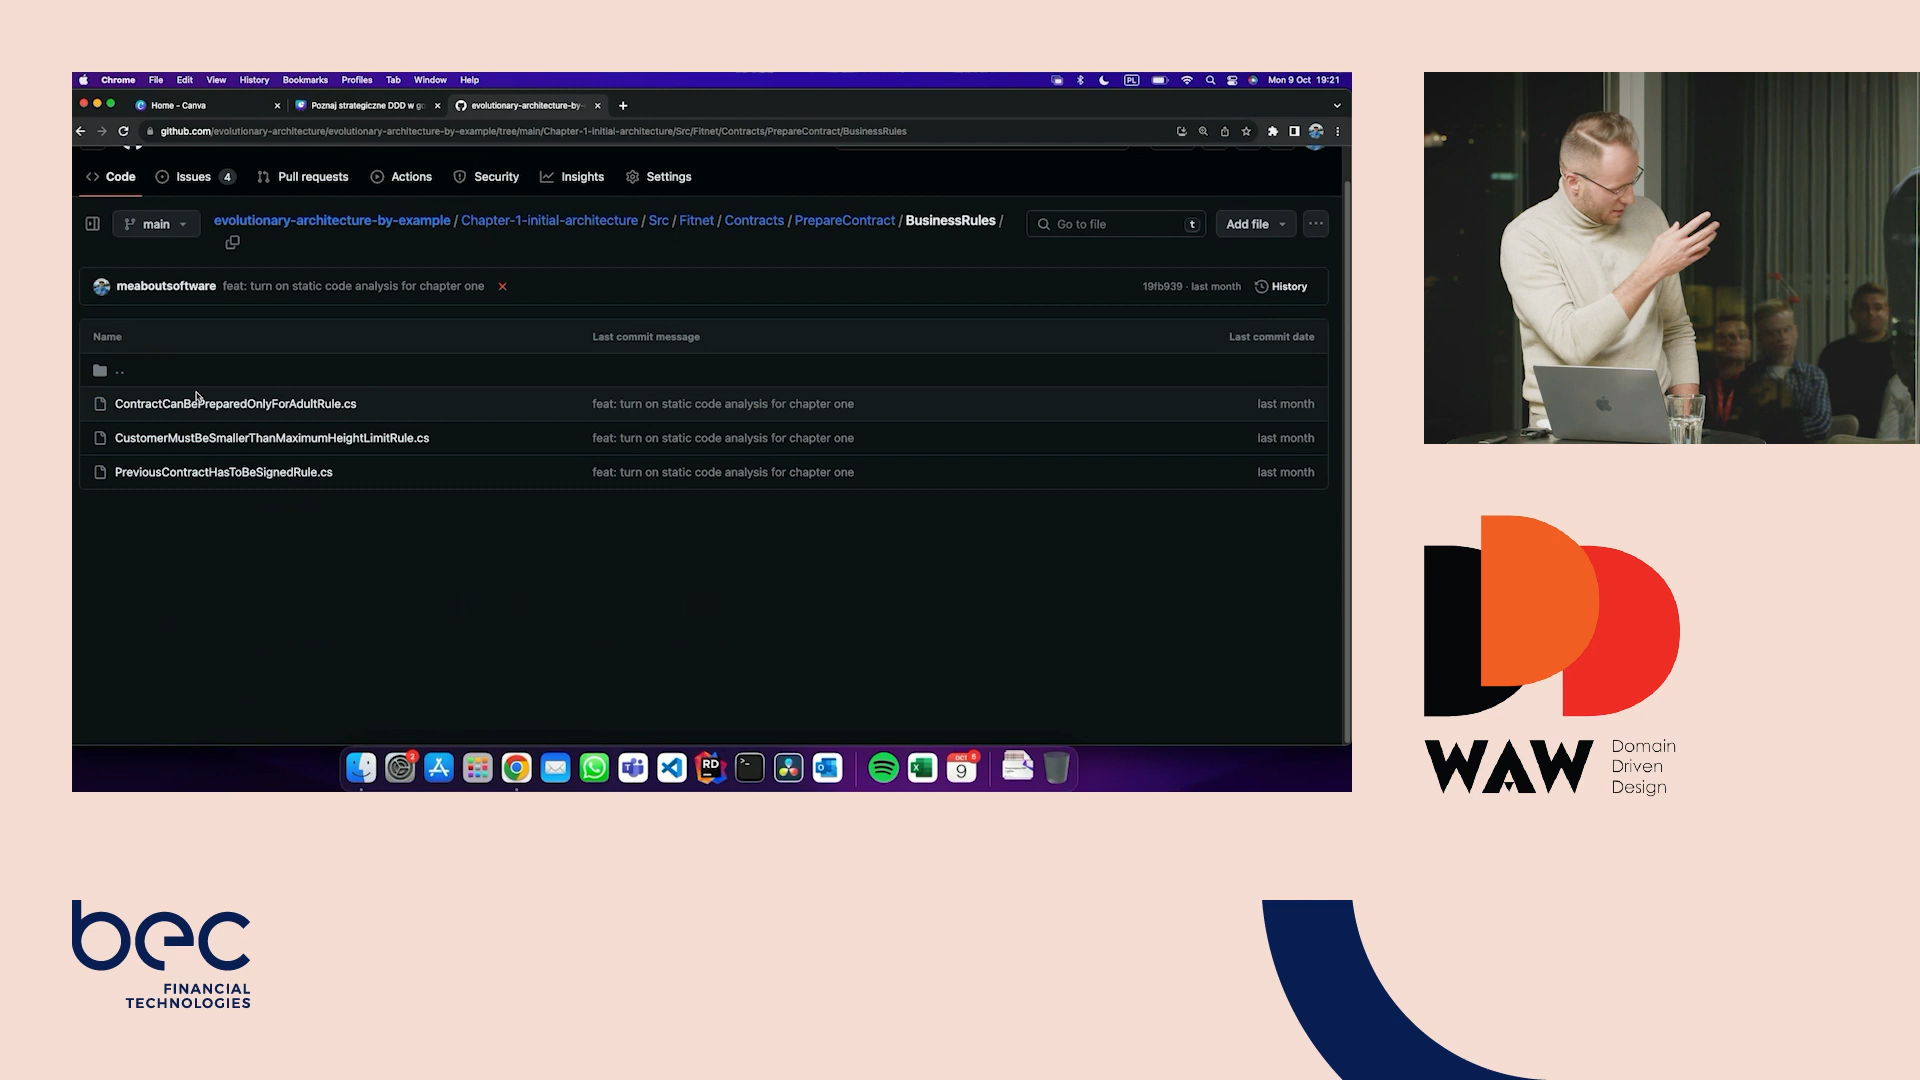 Chrome File Edit View History Bookmarks Profiles Tab Window Help PL Mon 9 Oct 19:21
Home - Canva
Poznaj strategiczne DDD w
evolutionary-architecture-by-
github.com/evolutionary-architecture/evolutionary-architecture-by-example/tree/main/Chapter-1-initial-architecture/Src/Fitnet/Contracts/PrepareContract/BusinessRules
Code Issues 4 Pull requests Actions Security Insights Settings
main
evolutionary-architecture-by-example / Chapter-1-initial-architecture / Src / Fitnet / Contracts / PrepareContract / BusinessRules /
Go to file t Add file
meaboutsoftware feat: turn on static code analysis for chapter one 19fb939 · last month History
Name Last commit message Last commit date
..
ContractCanBePreparedOnlyForAdultRule.cs feat: turn on static code analysis for chapter one last month
CustomerMustBeSmallerThanMaximumHeightLimitRule.cs feat: turn on static code analysis for chapter one last month
PreviousContractHasToBeSignedRule.cs feat: turn on static code analysis for chapter one last month
2
RD
OCT
9
WAW
Domain
Driven
Design
bec
FINANCIAL
TECHNOLOGIES